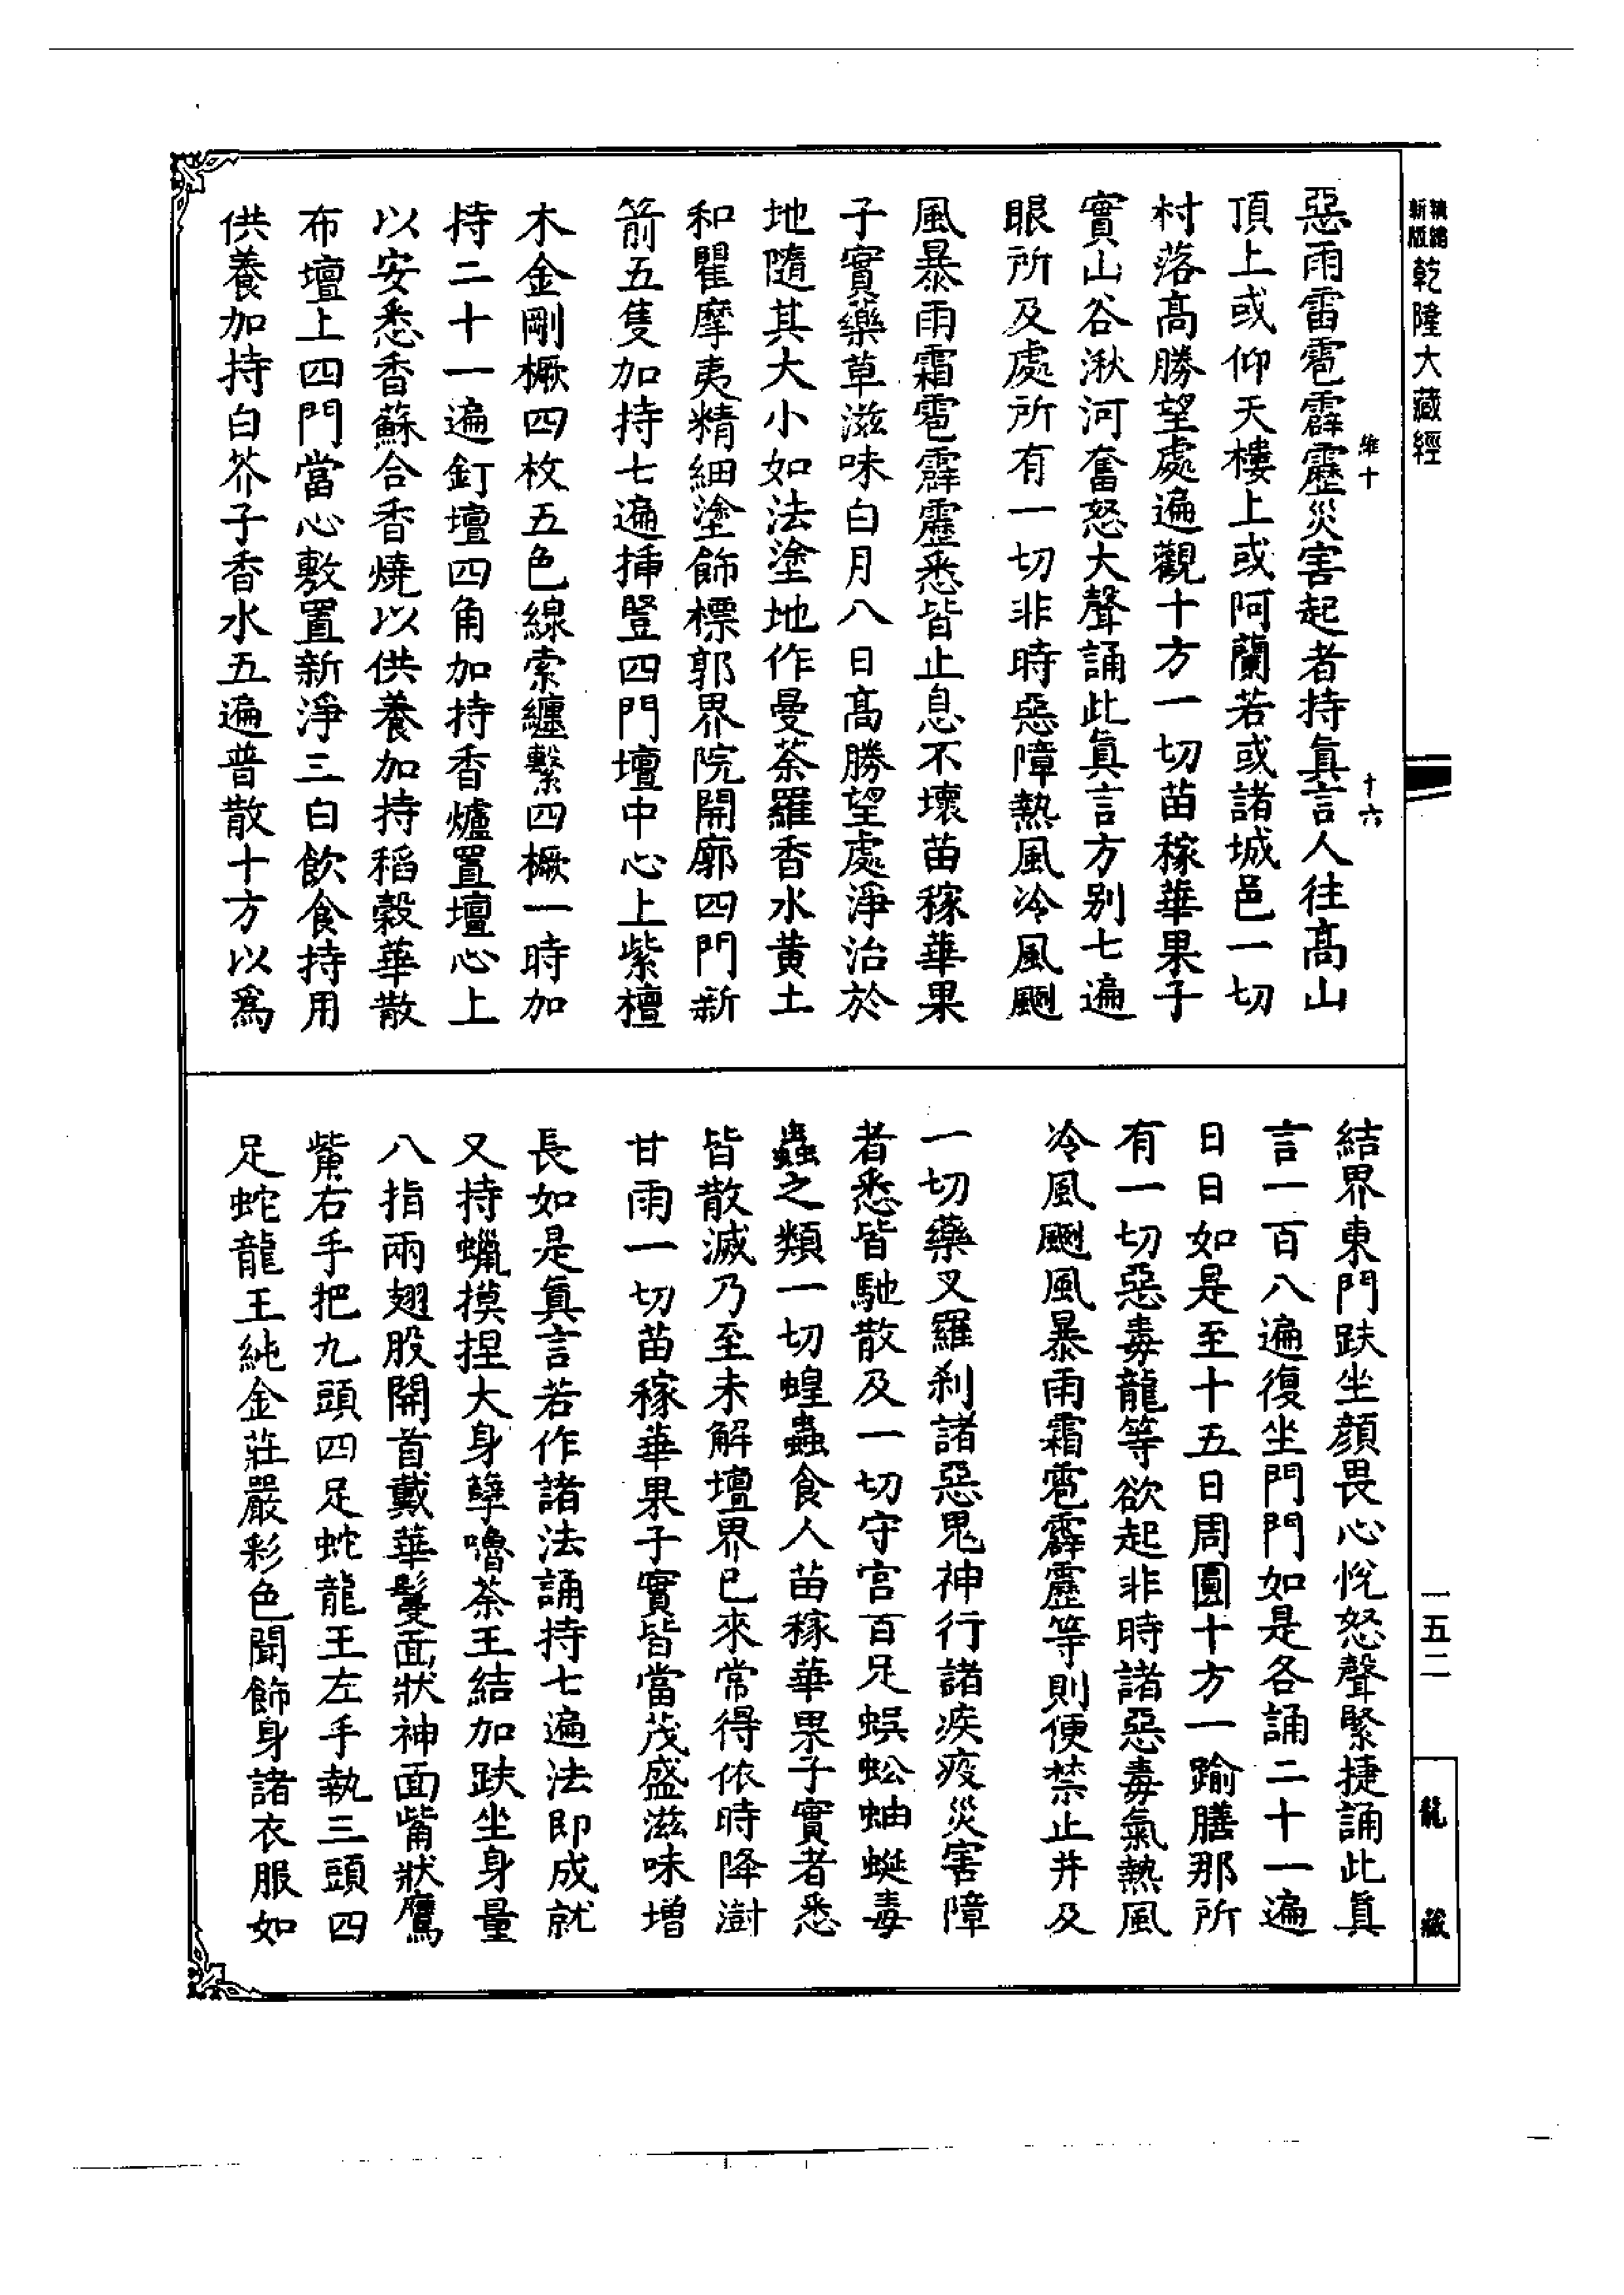 新版
精縮
乾隆大藏經
維十
十六
惡雨雷雹霹靂災害起者持眞言人往高山
頂上或仰天樓上或阿蘭若或諸城邑一切
村落高勝望處遍觀十方一切苗稼華果子
實山谷湫河奮怒大聲誦此眞言方別七遍
眼所及處所有一切非時惡障熱風冷風颲
風暴雨霜雹霹靂悉皆止息不壞苗稼華果
子實藥草滋味白月八日高勝望處淨治於
地隨其大小如法塗地作曼荼羅香水黄土
和瞿摩夷精細塗飾標郭界院開廓四門新
箭五隻加持七遍揷豎四門壇中心上紫檀
木金剛橛四枚五色線索纏繫四橛一時加
持二十一遍釘壇四角加持香爐置壇心上
以安悉香蘇合香燒以供養加持稻穀華散
布壇上四門當心敷置新淨三白飲食持用
供養加持白芥子香水五遍普散十方以爲
結界東門趺坐顏畏心悅怒聲緊捷誦此眞
言一百八遍復坐門門如是各誦二十一遍
日日如是至十五日周圓十方一踰膳那所
有一切惡毒龍等欲起非時諸惡毒氣熱風
冷風颲風暴雨霜雹霹靂等則便禁止幷及
一切藥叉羅刹諸惡鬼神行諸疾疫災害障
者悉皆馳散及一切守宮百足蜈蚣蚰蜒毒
蟲之類一切蝗蟲食人苗稼華果子實者悉
皆散滅乃至未解壇界已來常得依時降澍
甘雨一切苗稼華果子實皆當茂盛滋味增
長如是眞言若作諸法誦持七遍法即成就
又持蠟摸捏大身孽嚕荼王結加趺坐身量
八指兩翅股開首戴華鬘面狀神面觜狀鷹
觜右手把九頭四足蛇龍王左手執三頭四
足蛇龍王純金莊嚴彩色間飾身諸衣服如
一五二
龍藏